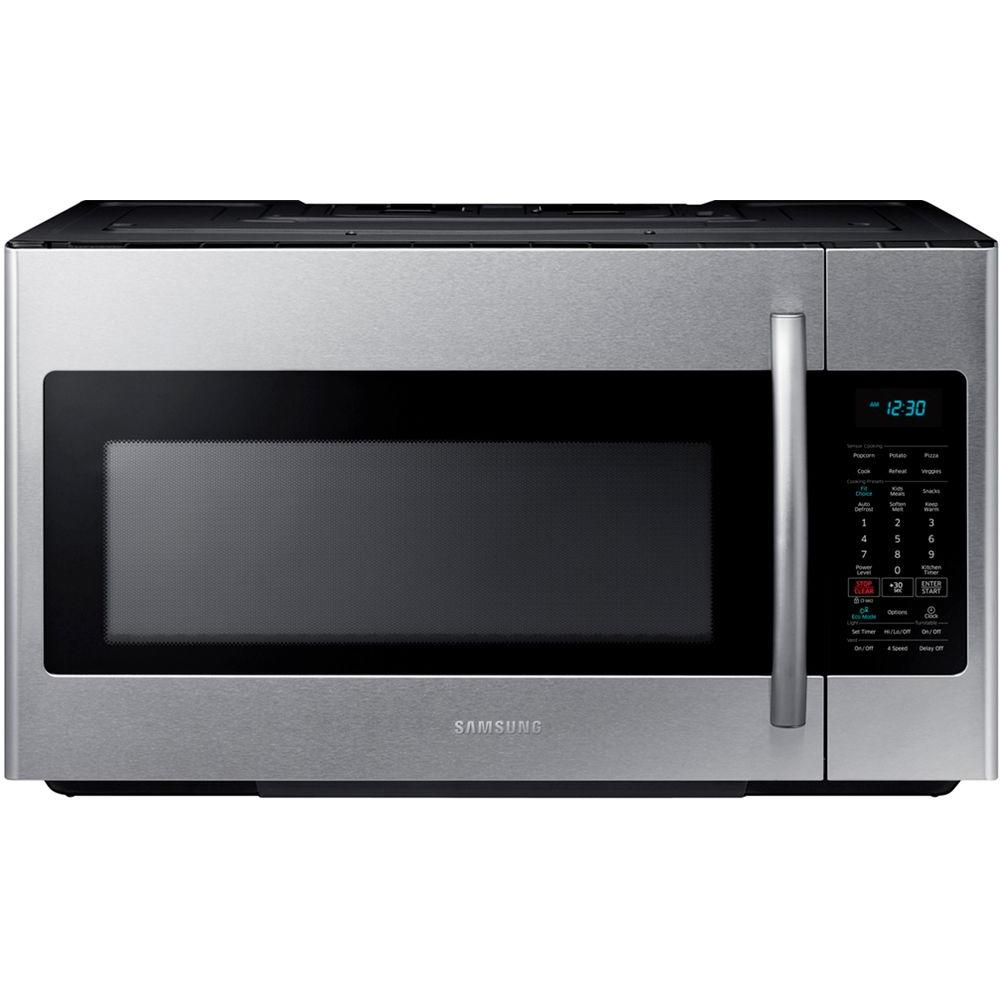 AM 12:30
Sensor Cooking
Popcorn Potato Pizza
Cook Reheat Veggies
Cooking Presets
Fit Choice Kids Meals Snacks
Auto Defrost Soften Melt Keep Warm
1 2 3
4 5 6
7 8 9
Power Level 0 Kitchen Timer
STOP CLEAR +30 Sec ENTER START
Eco Mode Options Clock
Light Turntable
Set Timer Hi/Lo/Off On/Off
Vent
On/Off 4 Speed Delay Off
SAMSUNG